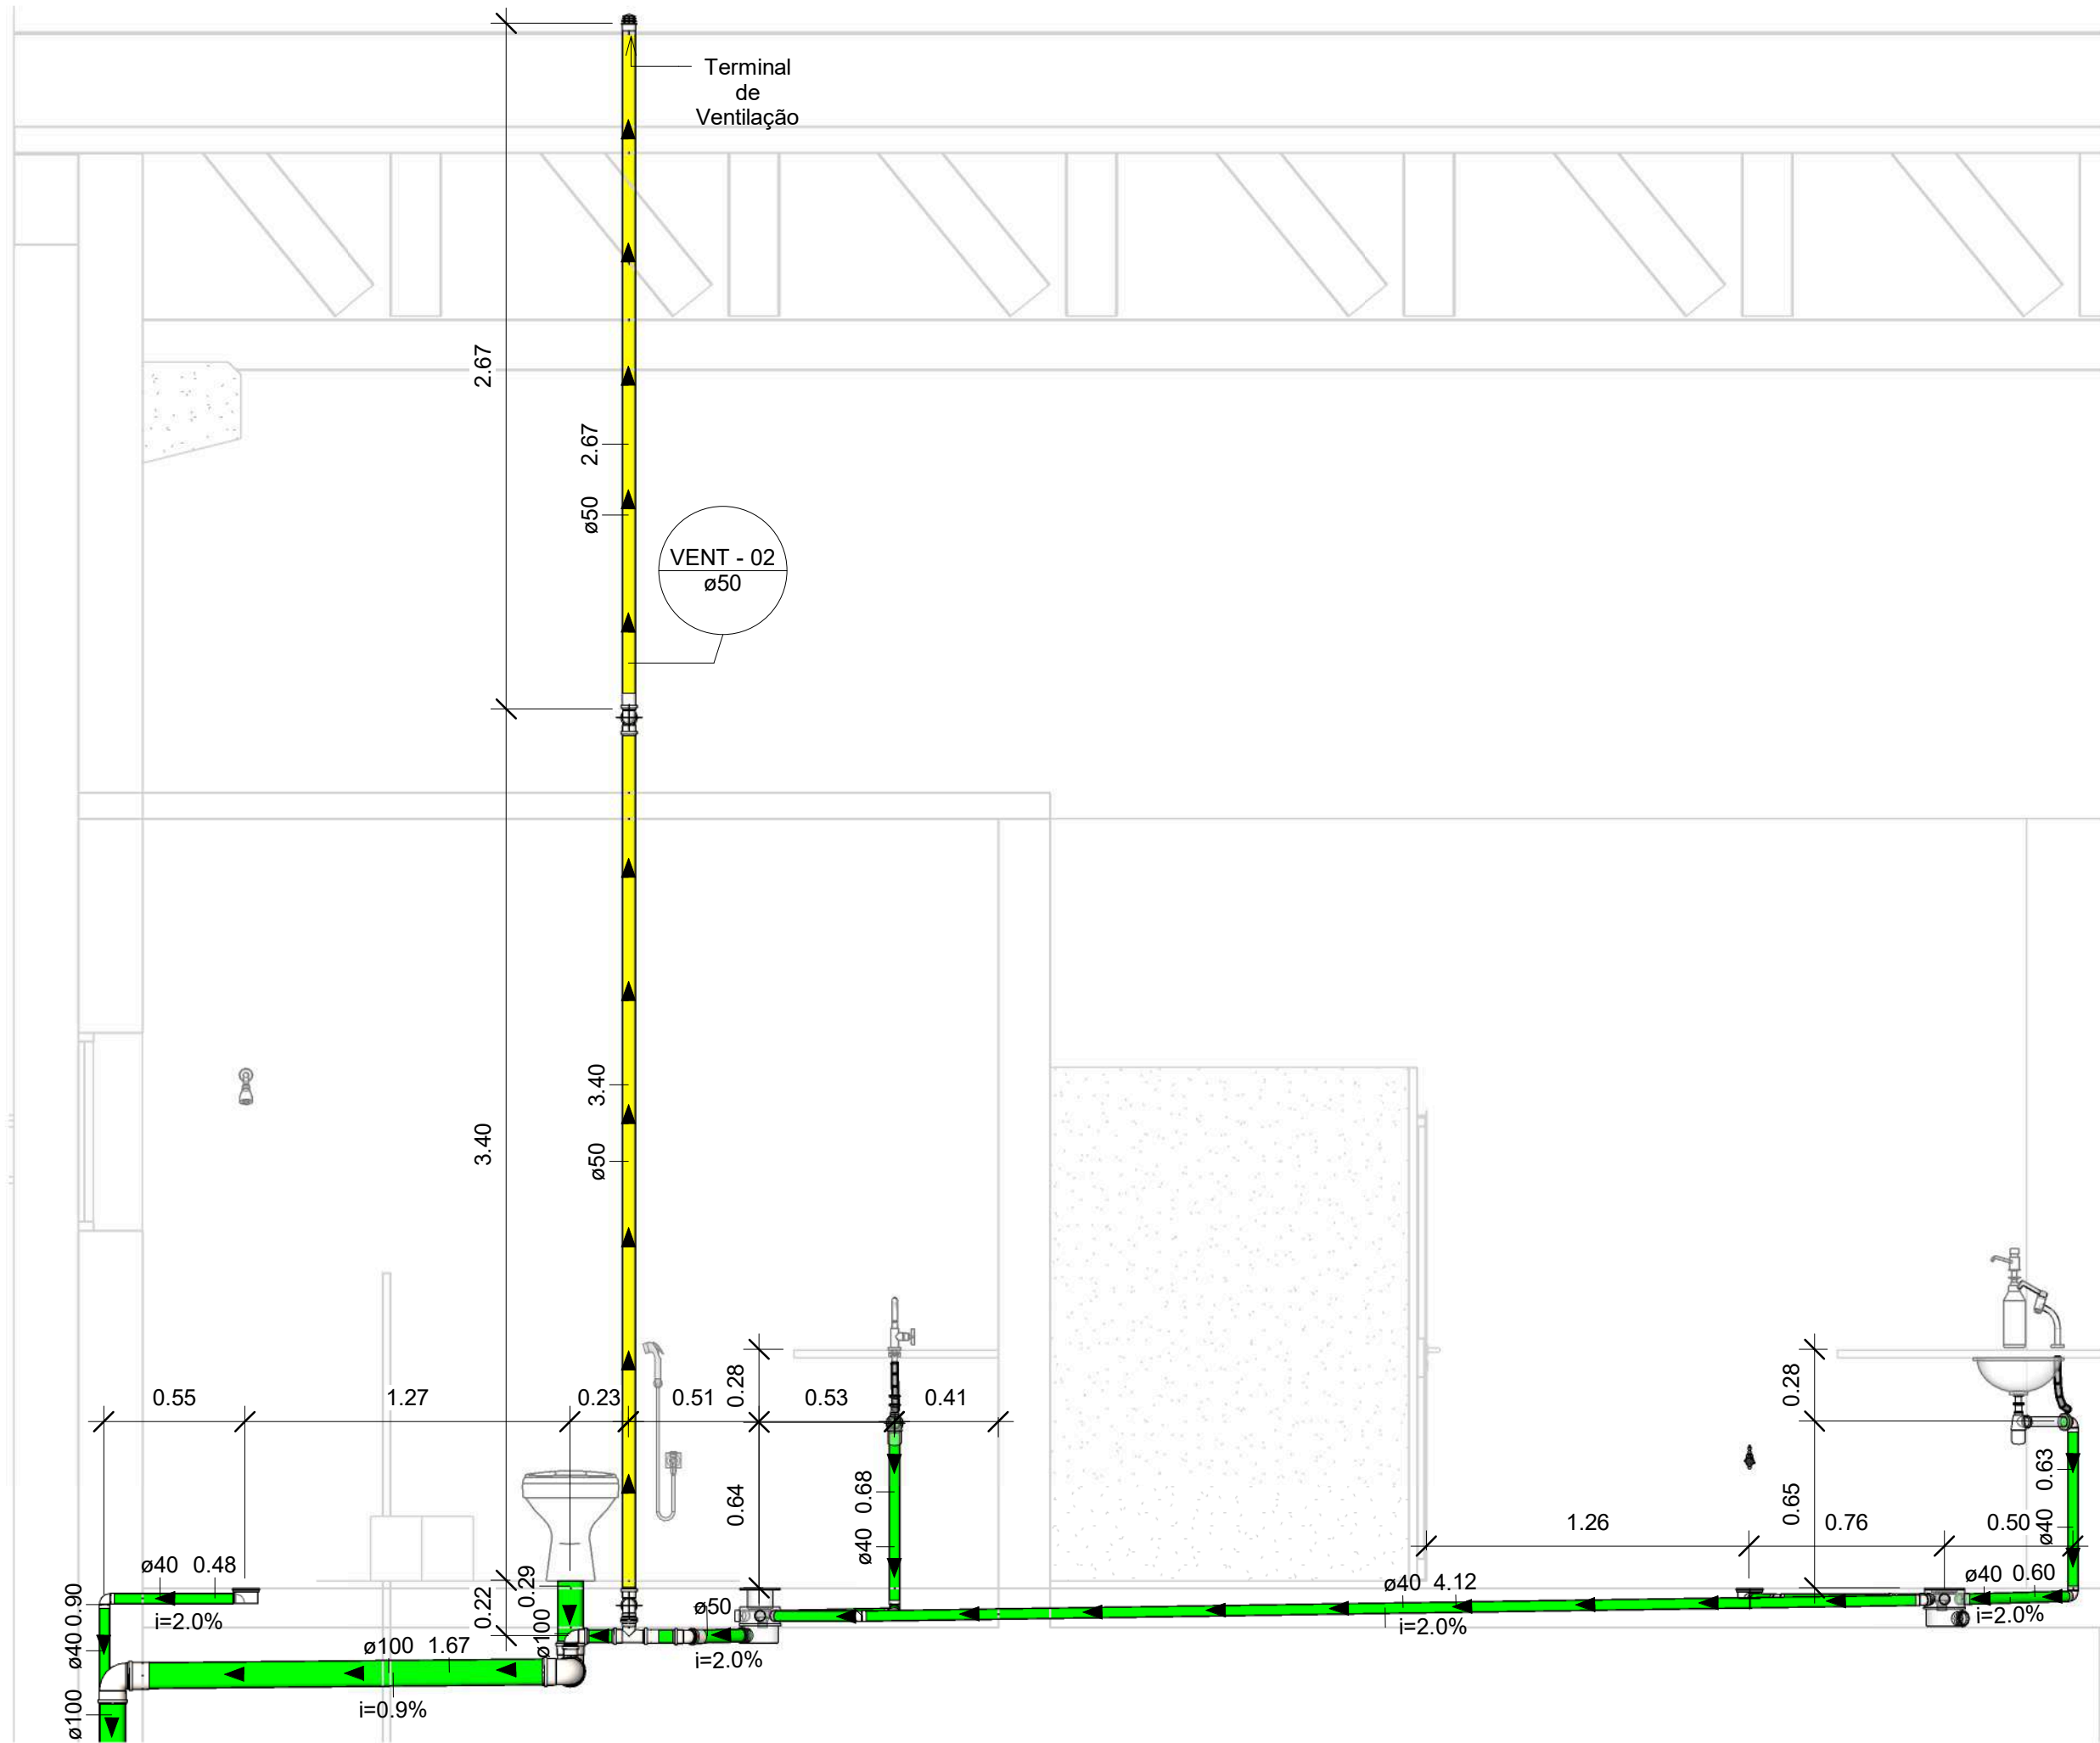 Terminal
de
Ventilação
2.67
2.67
ø50
VENT - 02
ø50
3.40
ø50
3.40
0.55
1.27
0.23
0.51
0.28
0.53
0.41
0.64
ø40 0.68
0.28
0.65
0.63
ø40
1.26
0.76
0.50
ø40 0.48
i=2.0%
ø40 0.90
ø100
ø100 1.67
i=0.9%
0.22
0.29
ø100
ø50
i=2.0%
ø40 4.12
i=2.0%
ø40 0.60
i=2.0%